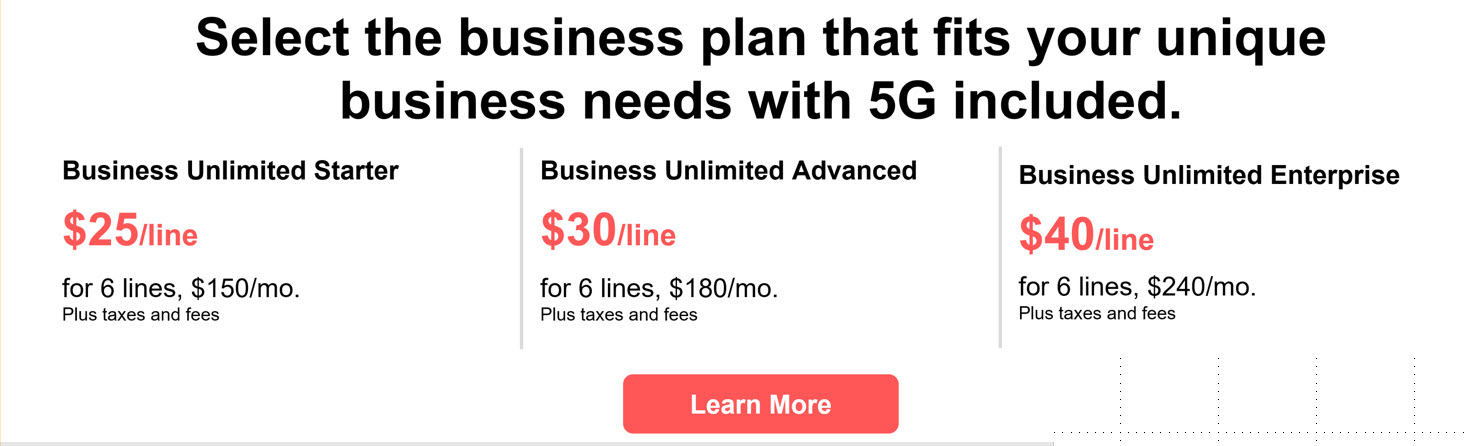 Select the business plan that fits your unique
business needs with 5G included.
Business Unlimited Starter
$25/line
for 6 lines, $150/mo.
Plus taxes and fees
Business Unlimited Advanced
$30/line
for 6 lines, $180/mo.
Plus taxes and fees
Business Unlimited Enterprise
$40/line
for 6 lines, $240/mo.
Plus taxes and fees
Learn More